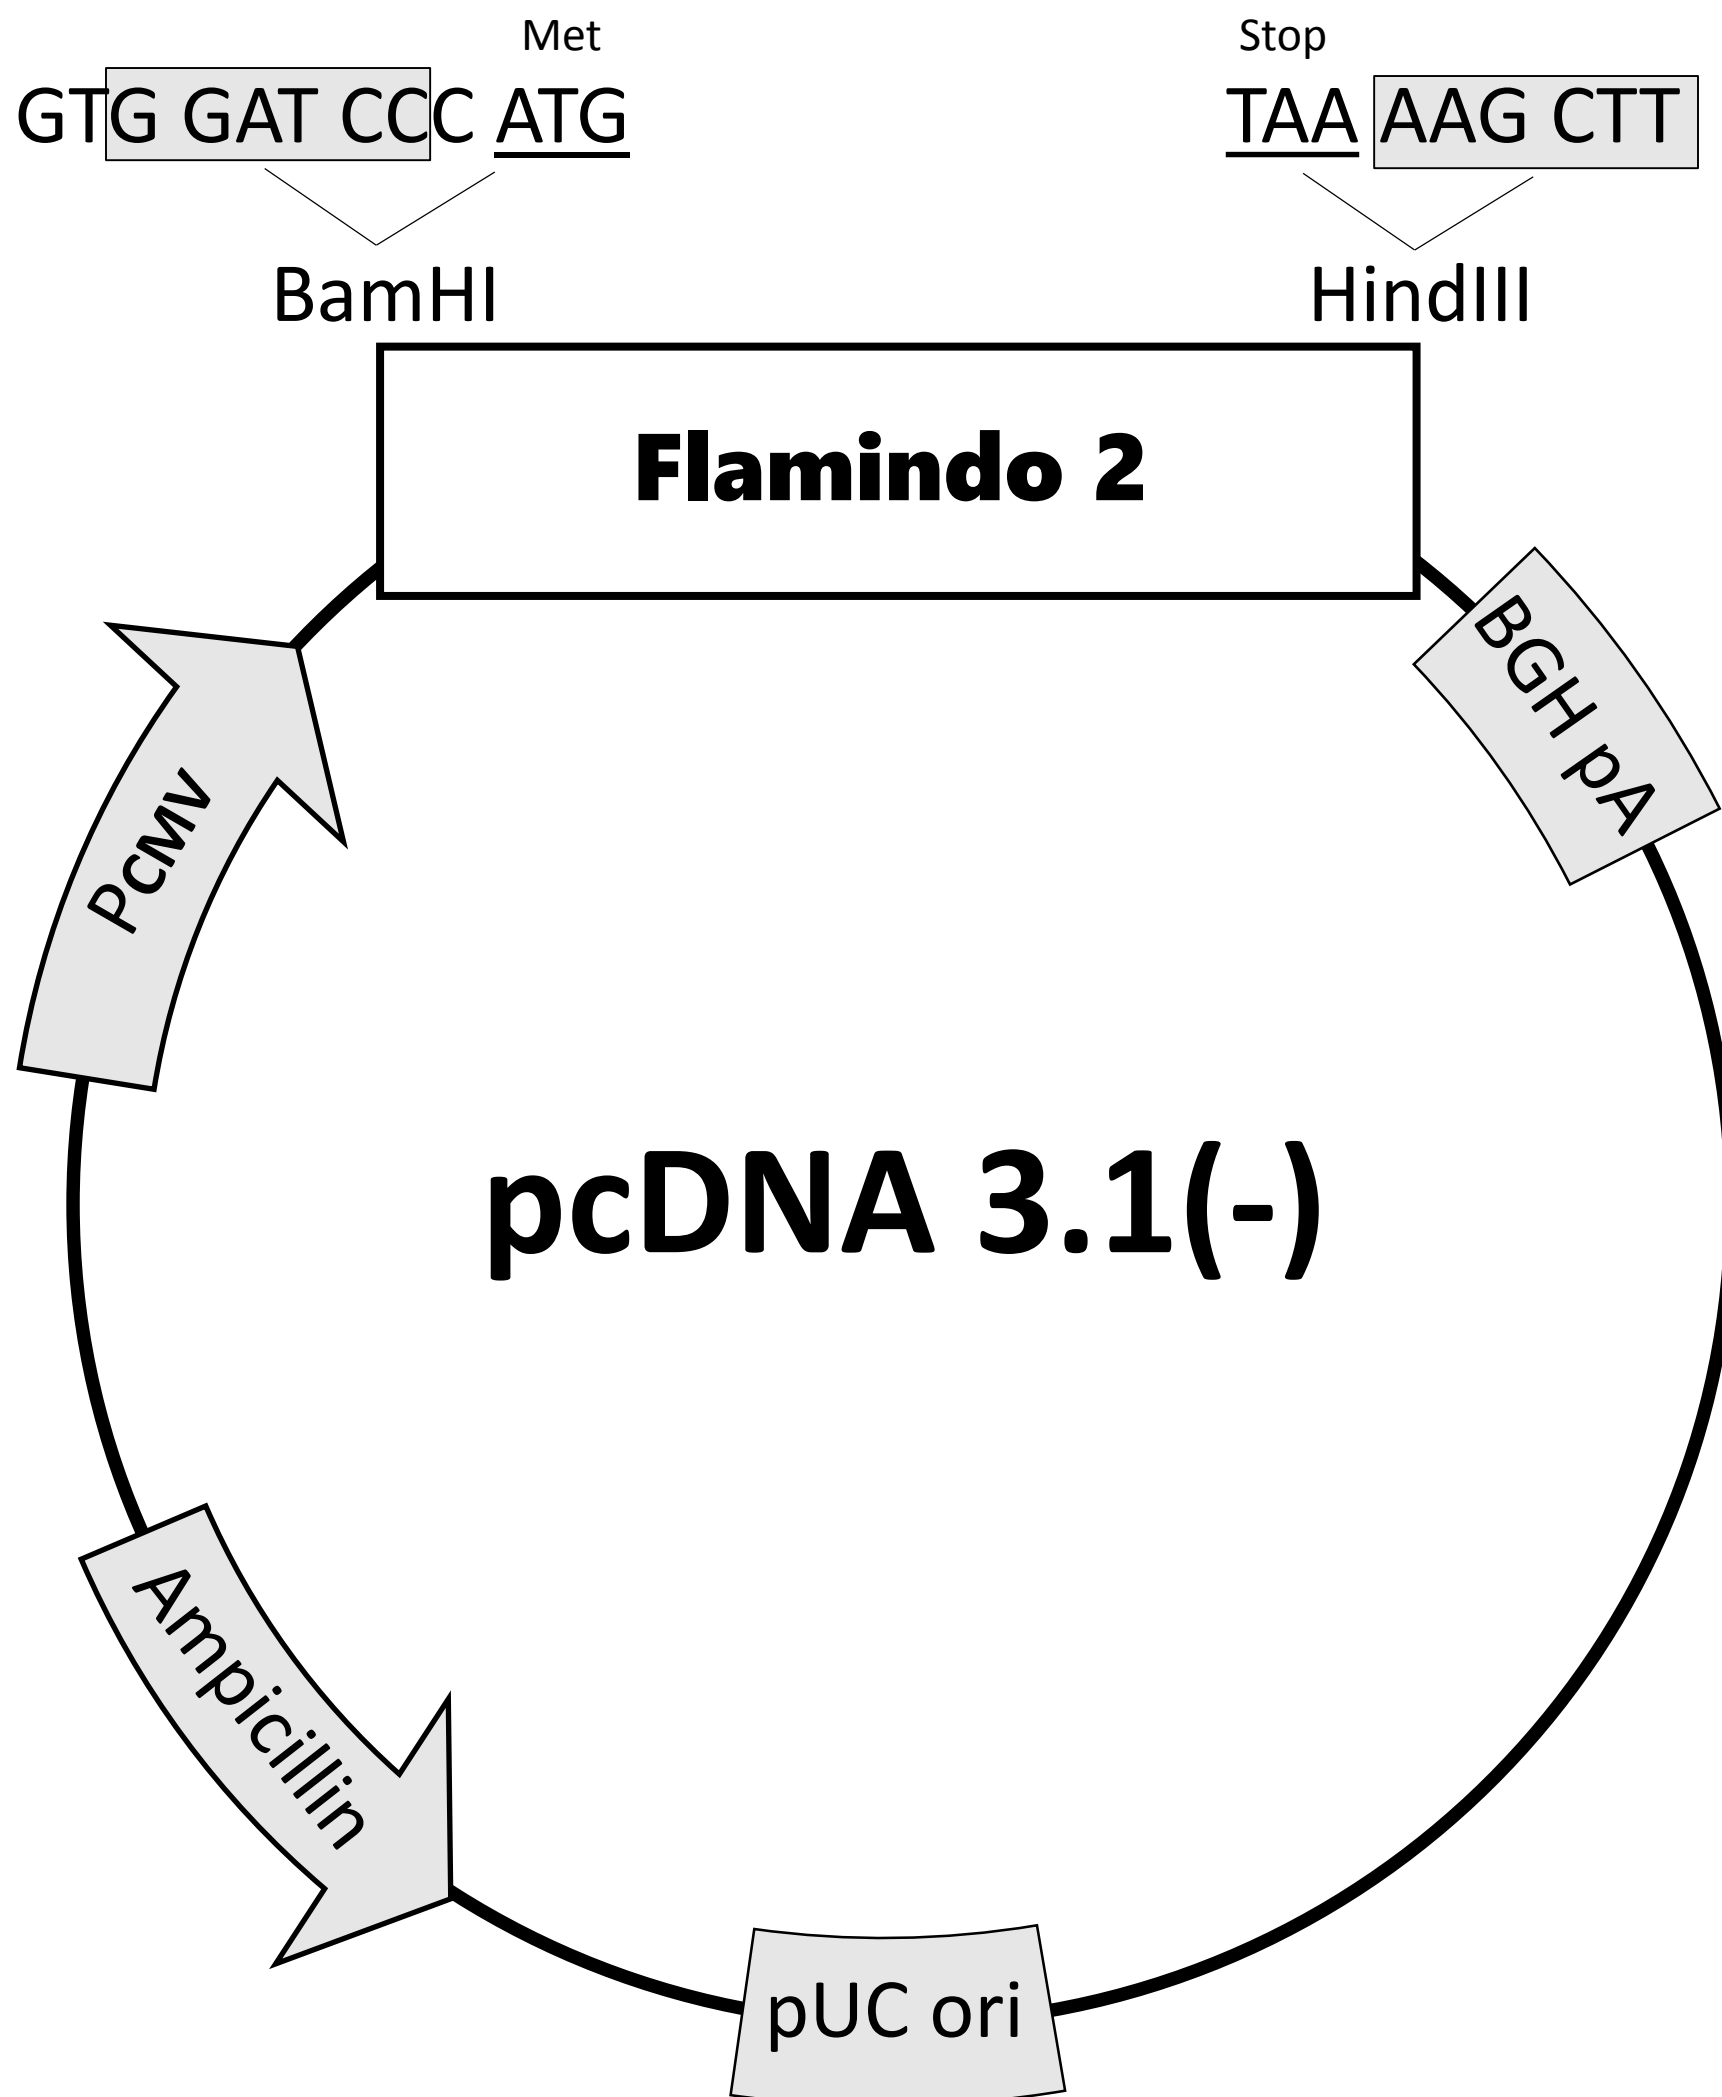 Met
Stop
GTG GAT CCC ATG
TAA AAG CTT
BamHI
HindIII
Flamindo 2
BGH pA
PCMV
pcDNA 3.1(-)
Ampicillin
pUC ori